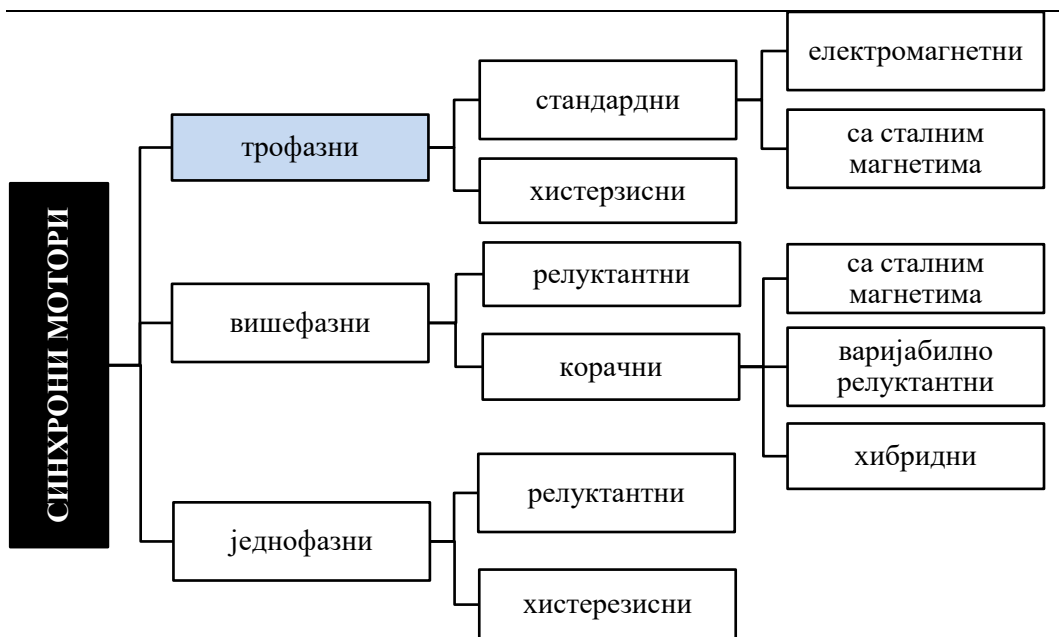 СИНХРОНИ МОТОРИ
трофазни
стандардни
електромагнетни
са сталним
магнетима
хистерзисни
вишефазни
релуктантни
корачни
са сталним
магнетима
варијабилно
релуктантни
хибридни
једнофазни
релуктантни
хистерезисни